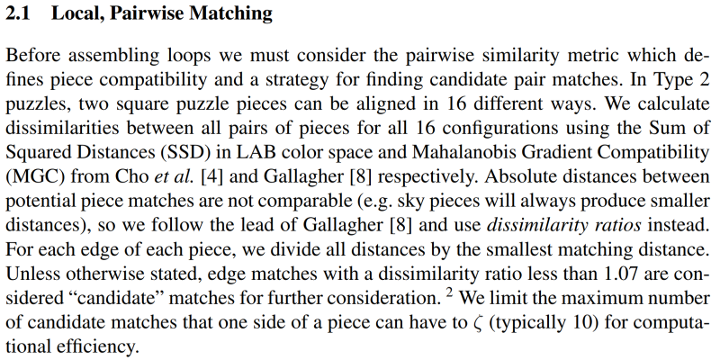 2.1 Local, Pairwise Matching
Before assembling loops we must consider the pairwise similarity metric which de-
fines piece compatibility and a strategy for finding candidate pair matches. In Type 2
puzzles, two square puzzle pieces can be aligned in 16 different ways. We calculate
dissimilarities between all pairs of pieces for all 16 configurations using the Sum of
Squared Distances (SSD) in LAB color space and Mahalanobis Gradient Compatibility
(MGC) from Cho et al. [4] and Gallagher [8] respectively. Absolute distances between
potential piece matches are not comparable (e.g. sky pieces will always produce smaller
distances), so we follow the lead of Gallagher [8] and use dissimilarity ratios instead.
For each edge of each piece, we divide all distances by the smallest matching distance.
Unless otherwise stated, edge matches with a dissimilarity ratio less than 1.07 are con-
sidered “candidate” matches for further consideration. ² We limit the maximum number
of candidate matches that one side of a piece can have to ζ (typically 10) for computa-
tional efficiency.